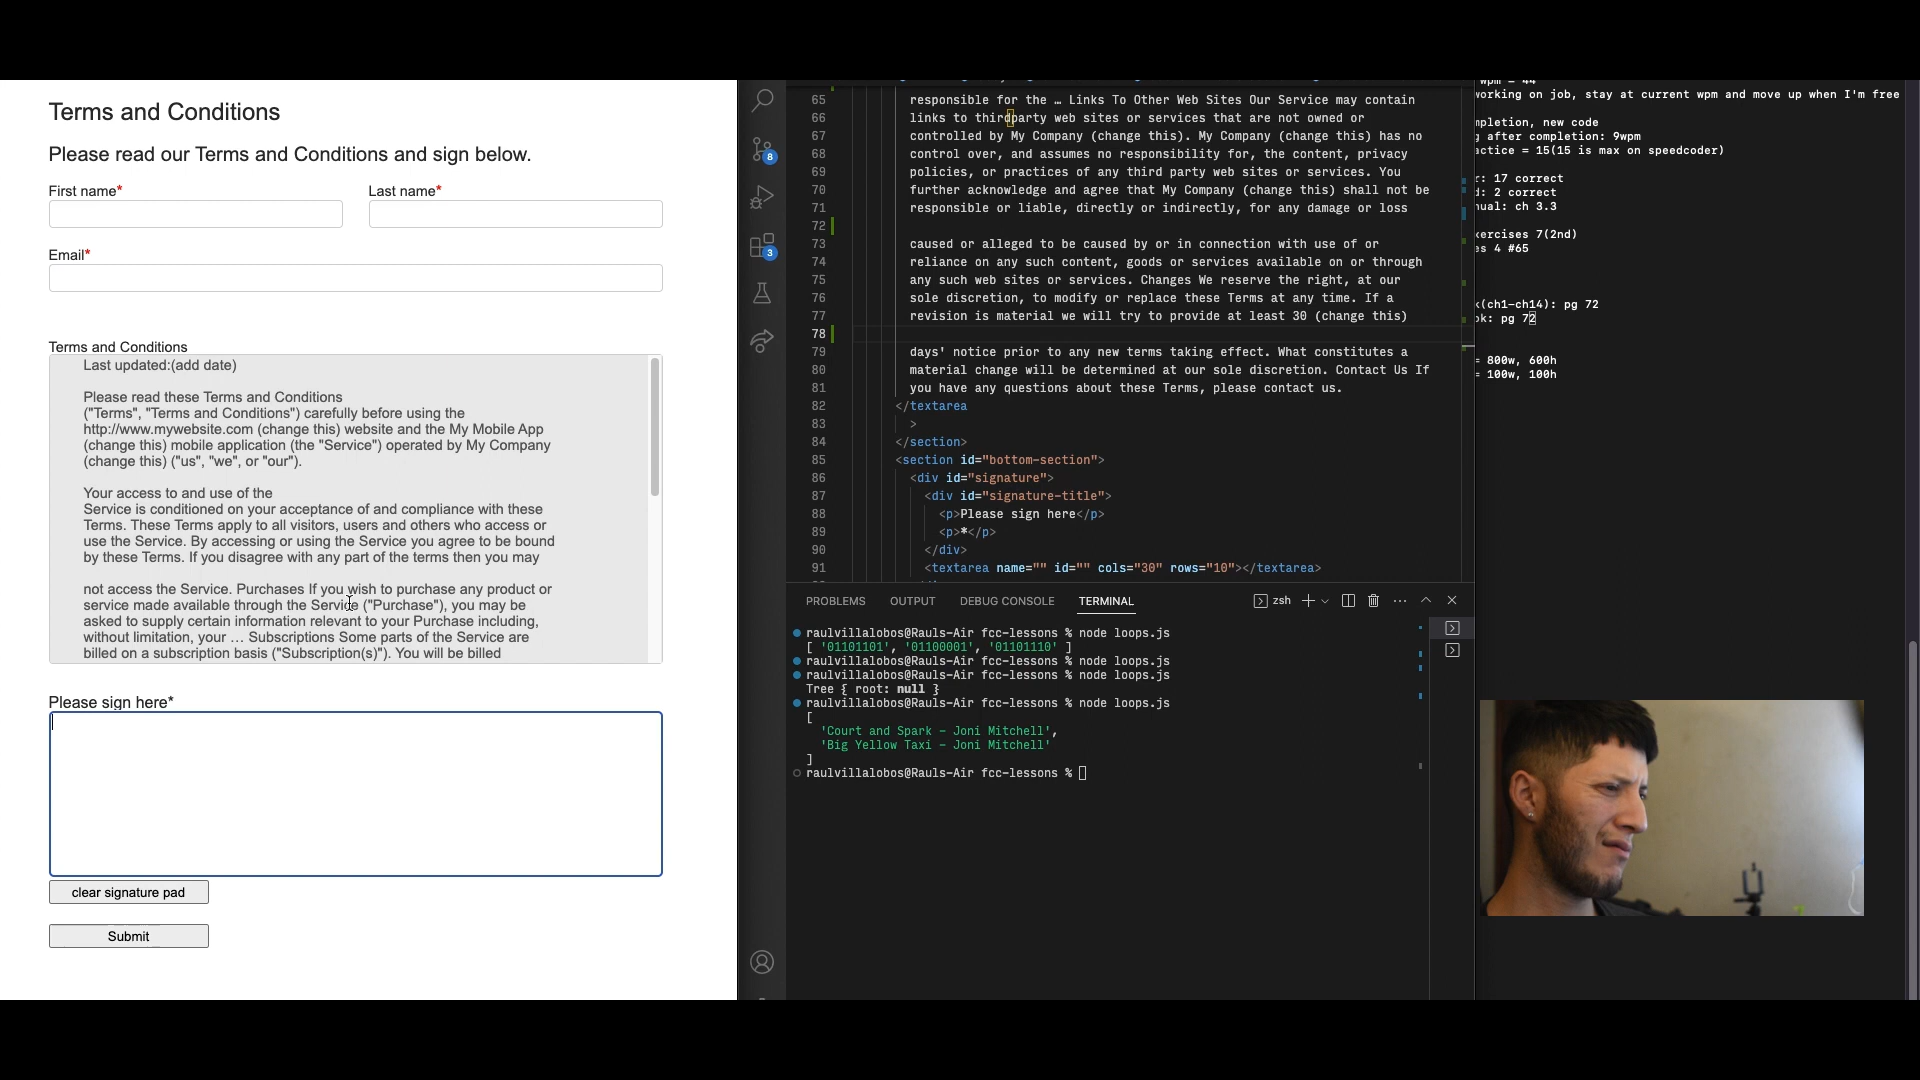 Terms and Conditions
Please read our Terms and Conditions and sign below.
First name*
Last name*
Email*
Terms and Conditions
Last updated:(add date)
Please read these Terms and Conditions
("Terms", "Terms and Conditions") carefully before using the
http://www.mywebsite.com (change this) website and the My Mobile App
(change this) mobile application (the "Service") operated by My Company
(change this) ("us", "we", or "our").
Your access to and use of the
Service is conditioned on your acceptance of and compliance with these
Terms. These Terms apply to all visitors, users and others who access or
use the Service. By accessing or using the Service you agree to be bound
by these Terms. If you disagree with any part of the terms then you may
not access the Service. Purchases If you wish to purchase any product or
service made available through the Service ("Purchase"), you may be
asked to supply certain information relevant to your Purchase including,
without limitation, your … Subscriptions Some parts of the Service are
billed on a subscription basis ("Subscription(s)"). You will be billed
Please sign here*
clear signature pad
Submit
8
3
65 responsible for the … Links To Other Web Sites Our Service may contain
66 links to third party web sites or services that are not owned or
67 controlled by My Company (change this). My Company (change this) has no
68 control over, and assumes no responsibility for, the content, privacy
69 policies, or practices of any third party web sites or services. You
70 further acknowledge and agree that My Company (change this) shall not be
71 responsible or liable, directly or indirectly, for any damage or loss
72
73 caused or alleged to be caused by or in connection with use of or
74 reliance on any such content, goods or services available on or through
75 any such web sites or services. Changes We reserve the right, at our
76 sole discretion, to modify or replace these Terms at any time. If a
77 revision is material we will try to provide at least 30 (change this)
78
79 days' notice prior to any new terms taking effect. What constitutes a
80 material change will be determined at our sole discretion. Contact Us If
81 you have any questions about these Terms, please contact us.
82 </textarea
83 >
84 </section>
85 <section id="bottom-section">
86 <div id="signature">
87 <div id="signature-title">
88 <p>Please sign here</p>
89 <p>*</p>
90 </div>
91 <textarea name="" id="" cols="30" rows="10"></textarea>
PROBLEMS OUTPUT DEBUG CONSOLE TERMINAL zsh
raulvillalobos@Rauls-Air fcc-lessons % node loops.js
[ '01101101', '01100001', '01101110' ]
raulvillalobos@Rauls-Air fcc-lessons % node loops.js
raulvillalobos@Rauls-Air fcc-lessons % node loops.js
Tree { root: null }
raulvillalobos@Rauls-Air fcc-lessons % node loops.js
[
'Court and Spark – Joni Mitchell',
'Big Yellow Taxi – Joni Mitchell'
]
raulvillalobos@Rauls-Air fcc-lessons %
working on job, stay at current wpm and move up when I'm free
new code
after completion: 9wpm
= 15(15 is max on speedcoder)
17 correct
2 correct
ch 3.3
7(2nd)
4 #65
(ch1-ch14): pg 72
pg 72
= 800w, 600h
= 100w, 100h